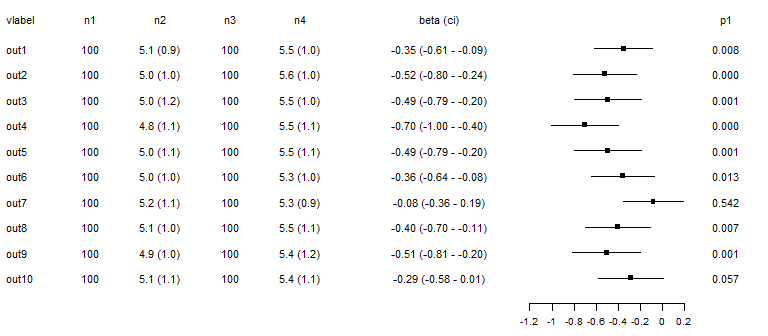 vlabel n1 n2 n3 n4 beta (ci) p1
out1 100 5.1 (0.9) 100 5.5 (1.0) -0.35 (-0.61 - -0.09) 0.008
out2 100 5.0 (1.0) 100 5.6 (1.0) -0.52 (-0.80 - -0.24) 0.000
out3 100 5.0 (1.2) 100 5.5 (1.0) -0.49 (-0.79 - -0.20) 0.001
out4 100 4.8 (1.1) 100 5.5 (1.1) -0.70 (-1.00 - -0.40) 0.000
out5 100 5.0 (1.1) 100 5.5 (1.1) -0.49 (-0.79 - -0.20) 0.001
out6 100 5.0 (1.0) 100 5.3 (1.0) -0.36 (-0.64 - -0.08) 0.013
out7 100 5.2 (1.1) 100 5.3 (0.9) -0.08 (-0.36 - 0.19) 0.542
out8 100 5.1 (1.0) 100 5.5 (1.1) -0.40 (-0.70 - -0.11) 0.007
out9 100 4.9 (1.0) 100 5.4 (1.2) -0.51 (-0.81 - -0.20) 0.001
out10 100 5.1 (1.1) 100 5.4 (1.1) -0.29 (-0.58 - 0.01) 0.057
-1.2 -1 -0.8 -0.6 -0.4 -0.2 0 0.2